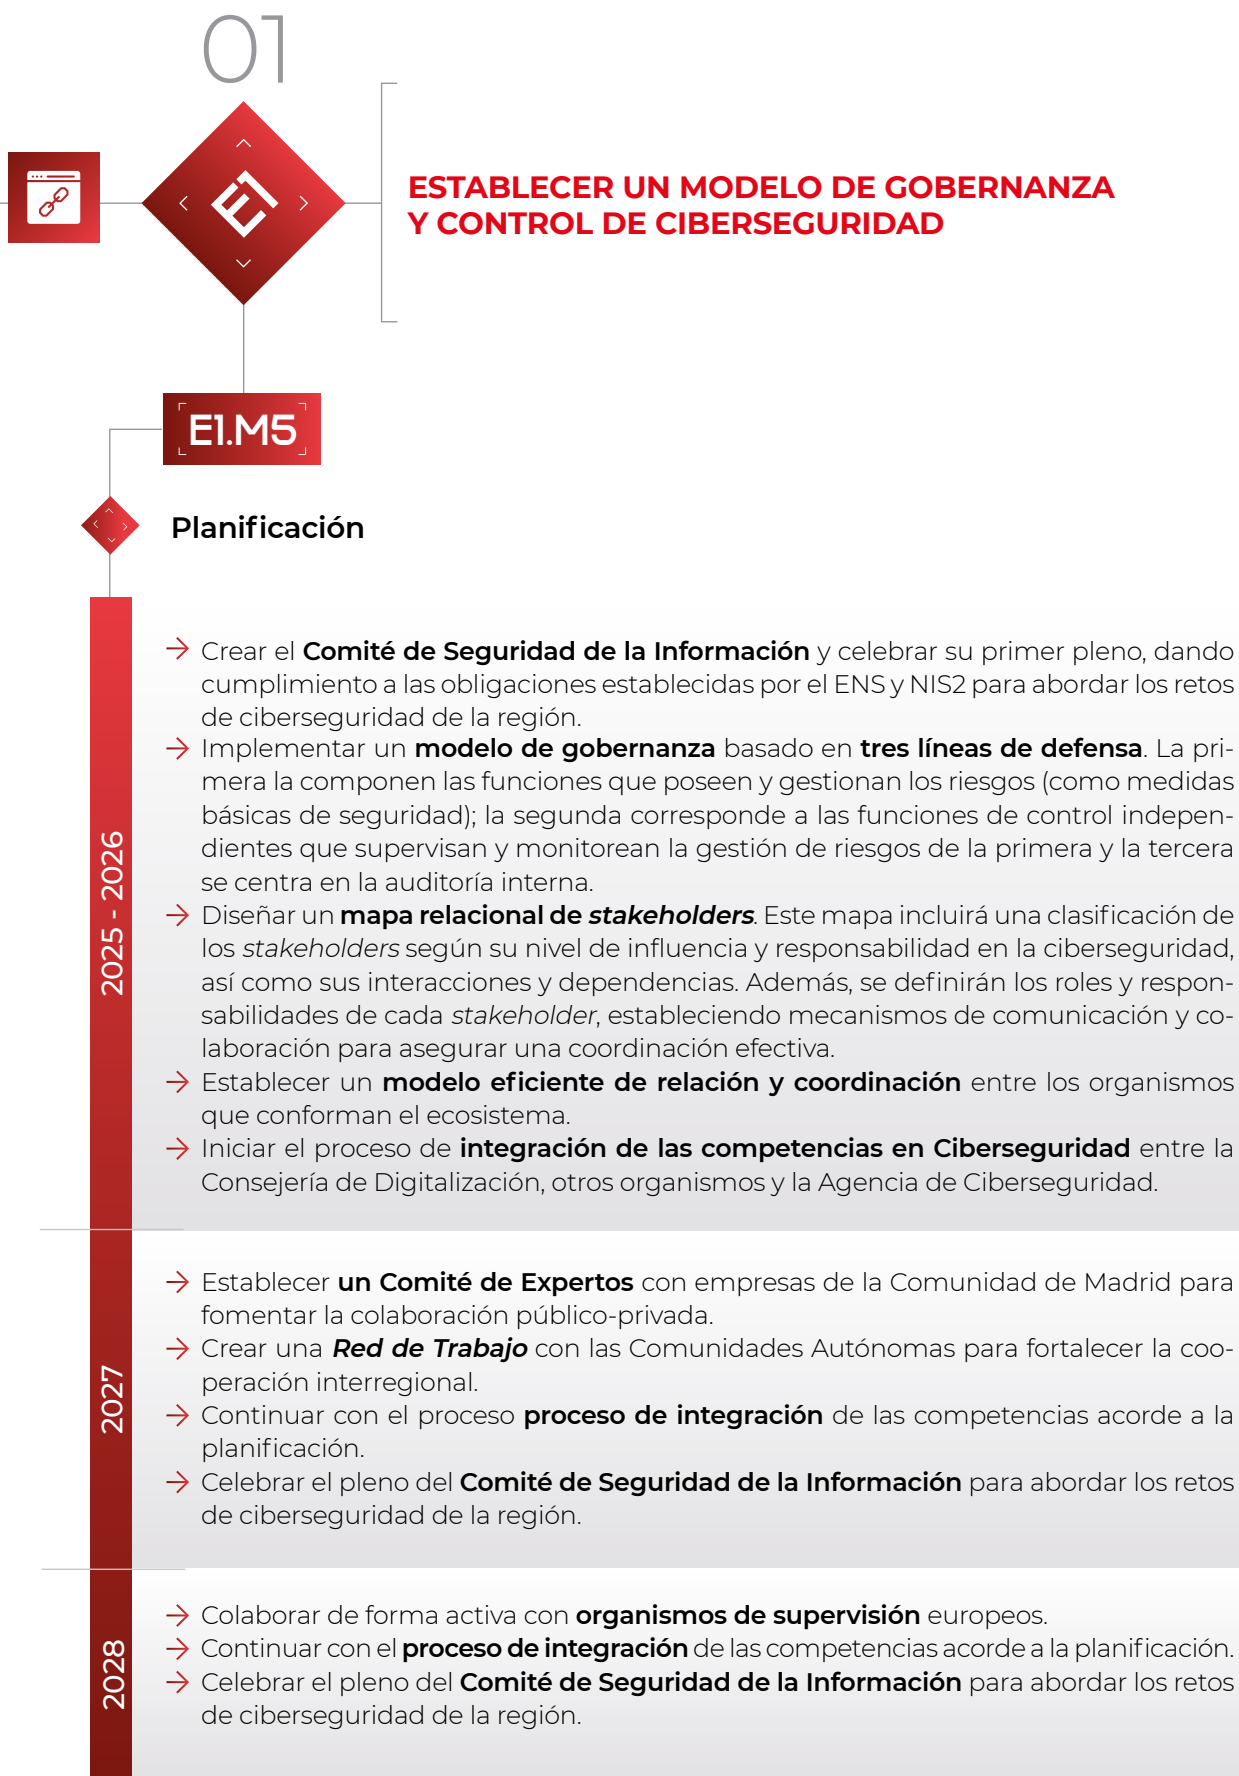 01
E1
ESTABLECER UN MODELO DE GOBERNANZA
Y CONTROL DE CIBERSEGURIDAD
E1.M5
Planificación
2025 - 2026
→ Crear el Comité de Seguridad de la Información y celebrar su primer pleno, dando
cumplimiento a las obligaciones establecidas por el ENS y NIS2 para abordar los retos
de ciberseguridad de la región.
→ Implementar un modelo de gobernanza basado en tres líneas de defensa. La pri-
mera la componen las funciones que poseen y gestionan los riesgos (como medidas
básicas de seguridad); la segunda corresponde a las funciones de control indepen-
dientes que supervisan y monitorean la gestión de riesgos de la primera y la tercera
se centra en la auditoría interna.
→ Diseñar un mapa relacional de stakeholders. Este mapa incluirá una clasificación de
los stakeholders según su nivel de influencia y responsabilidad en la ciberseguridad,
así como sus interacciones y dependencias. Además, se definirán los roles y respon-
sabilidades de cada stakeholder, estableciendo mecanismos de comunicación y co-
laboración para asegurar una coordinación efectiva.
→ Establecer un modelo eficiente de relación y coordinación entre los organismos
que conforman el ecosistema.
→ Iniciar el proceso de integración de las competencias en Ciberseguridad entre la
Consejería de Digitalización, otros organismos y la Agencia de Ciberseguridad.
2027
→ Establecer un Comité de Expertos con empresas de la Comunidad de Madrid para
fomentar la colaboración público-privada.
→ Crear una Red de Trabajo con las Comunidades Autónomas para fortalecer la coo-
peración interregional.
→ Continuar con el proceso proceso de integración de las competencias acorde a la
planificación.
→ Celebrar el pleno del Comité de Seguridad de la Información para abordar los retos
de ciberseguridad de la región.
2028
→ Colaborar de forma activa con organismos de supervisión europeos.
→ Continuar con el proceso de integración de las competencias acorde a la planificación.
→ Celebrar el pleno del Comité de Seguridad de la Información para abordar los retos
de ciberseguridad de la región.